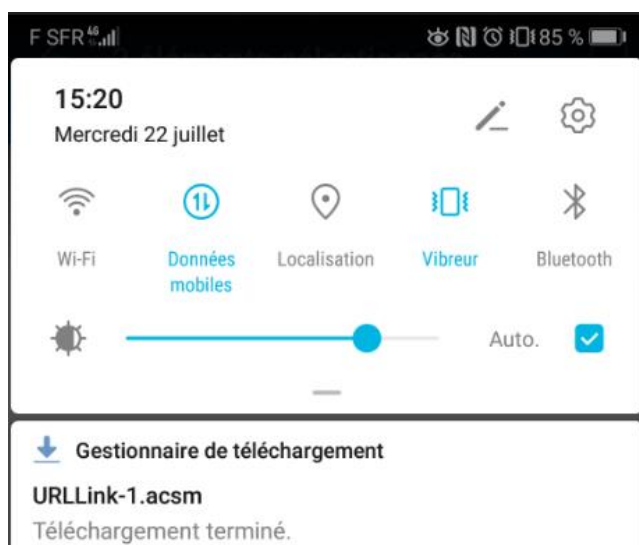 F SFR 4G 85 %
15:20
Mercredi 22 juillet
Wi-Fi Données mobiles Localisation Vibreur Bluetooth
Auto.
Gestionnaire de téléchargement
URLLink-1.acsm
Téléchargement terminé.